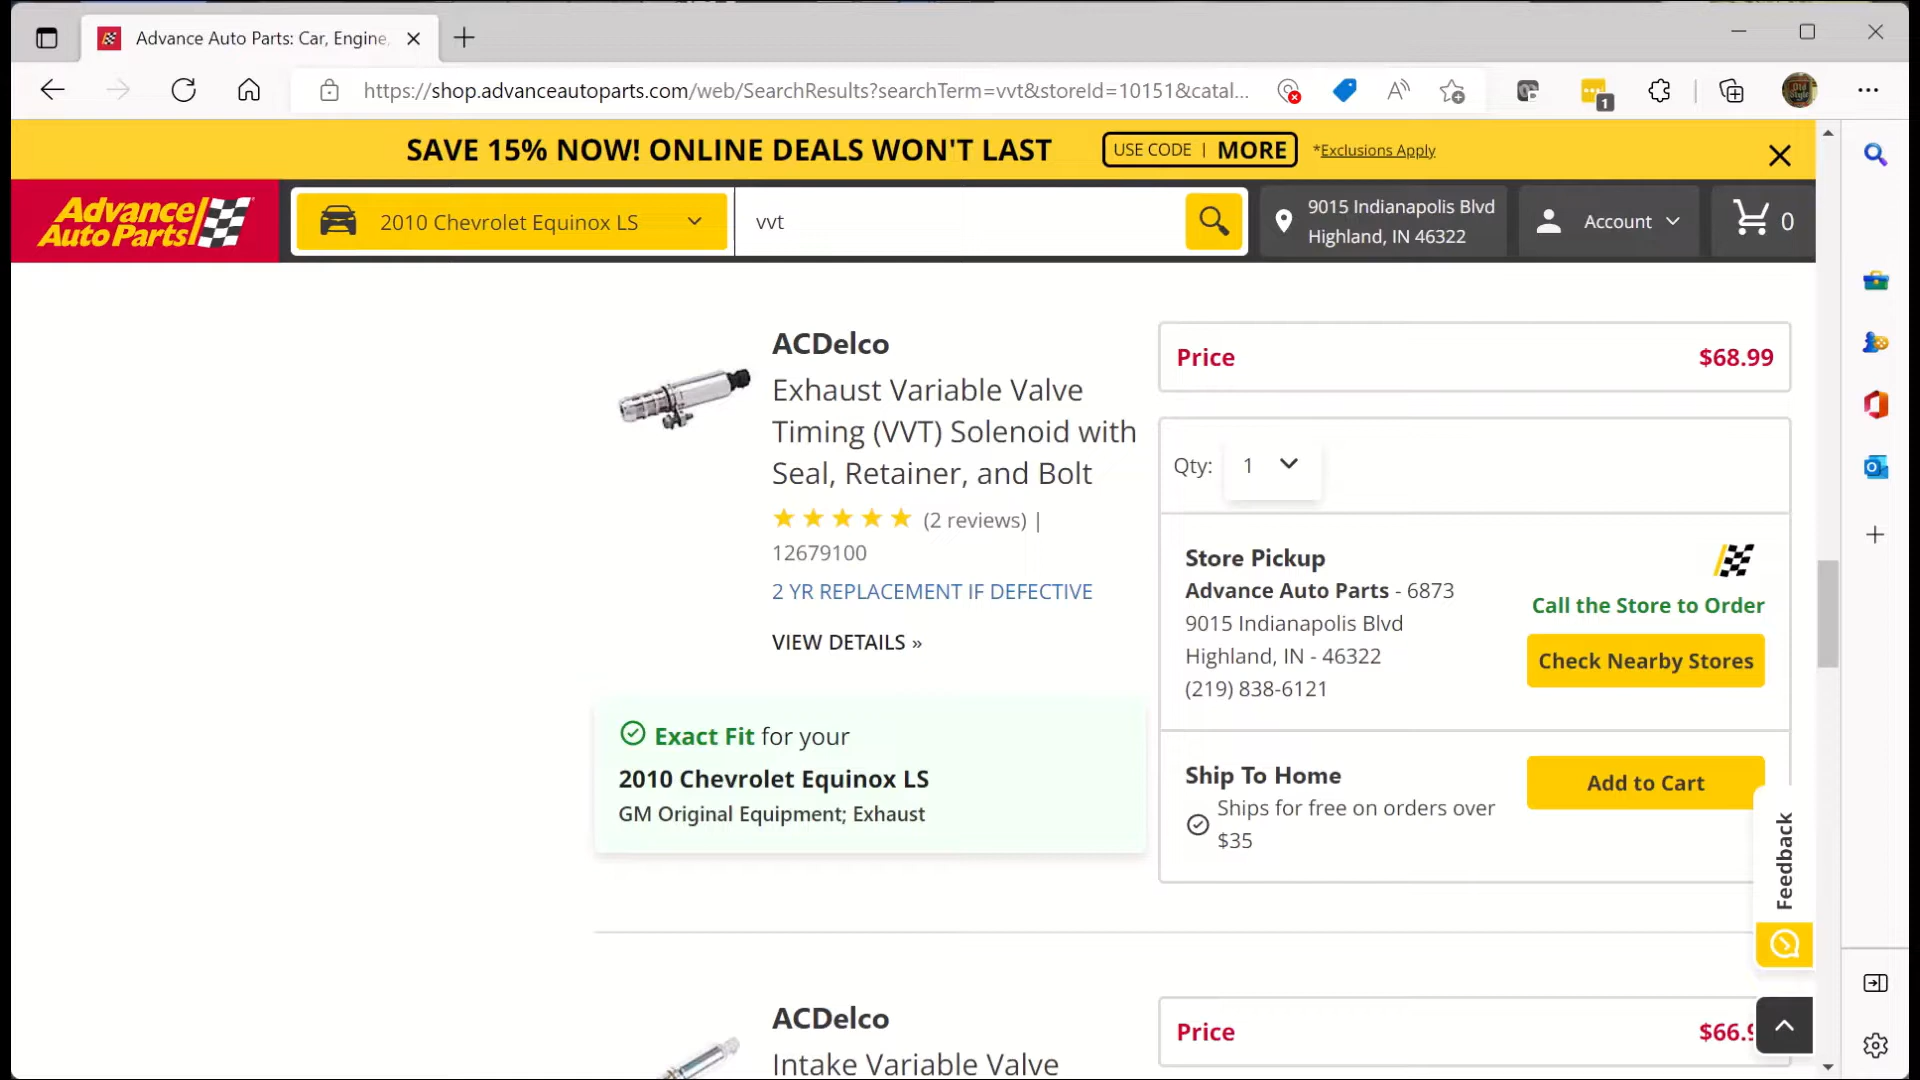 Advance Auto Parts: Car, Engine,
https://shop.advanceautoparts.com/web/SearchResults?searchTerm=vvt&storeId=10151&catal...
1
SAVE 15% NOW! ONLINE DEALS WON'T LAST
USE CODE | MORE
*Exclusions Apply
Advance
Auto Parts
2010 Chevrolet Equinox LS
vvt
9015 Indianapolis Blvd
Highland, IN 46322
Account
0
ACDelco
Exhaust Variable Valve
Timing (VVT) Solenoid with
Seal, Retainer, and Bolt
(2 reviews) |
12679100
2 YR REPLACEMENT IF DEFECTIVE
VIEW DETAILS »
Exact Fit for your
2010 Chevrolet Equinox LS
GM Original Equipment; Exhaust
Price $68.99
Qty: 1
Store Pickup
Advance Auto Parts - 6873
9015 Indianapolis Blvd
Highland, IN - 46322
(219) 838-6121
Call the Store to Order
Check Nearby Stores
Ship To Home
Ships for free on orders over
$35
Add to Cart
Feedback
ACDelco
Intake Variable Valve
Price $66.9